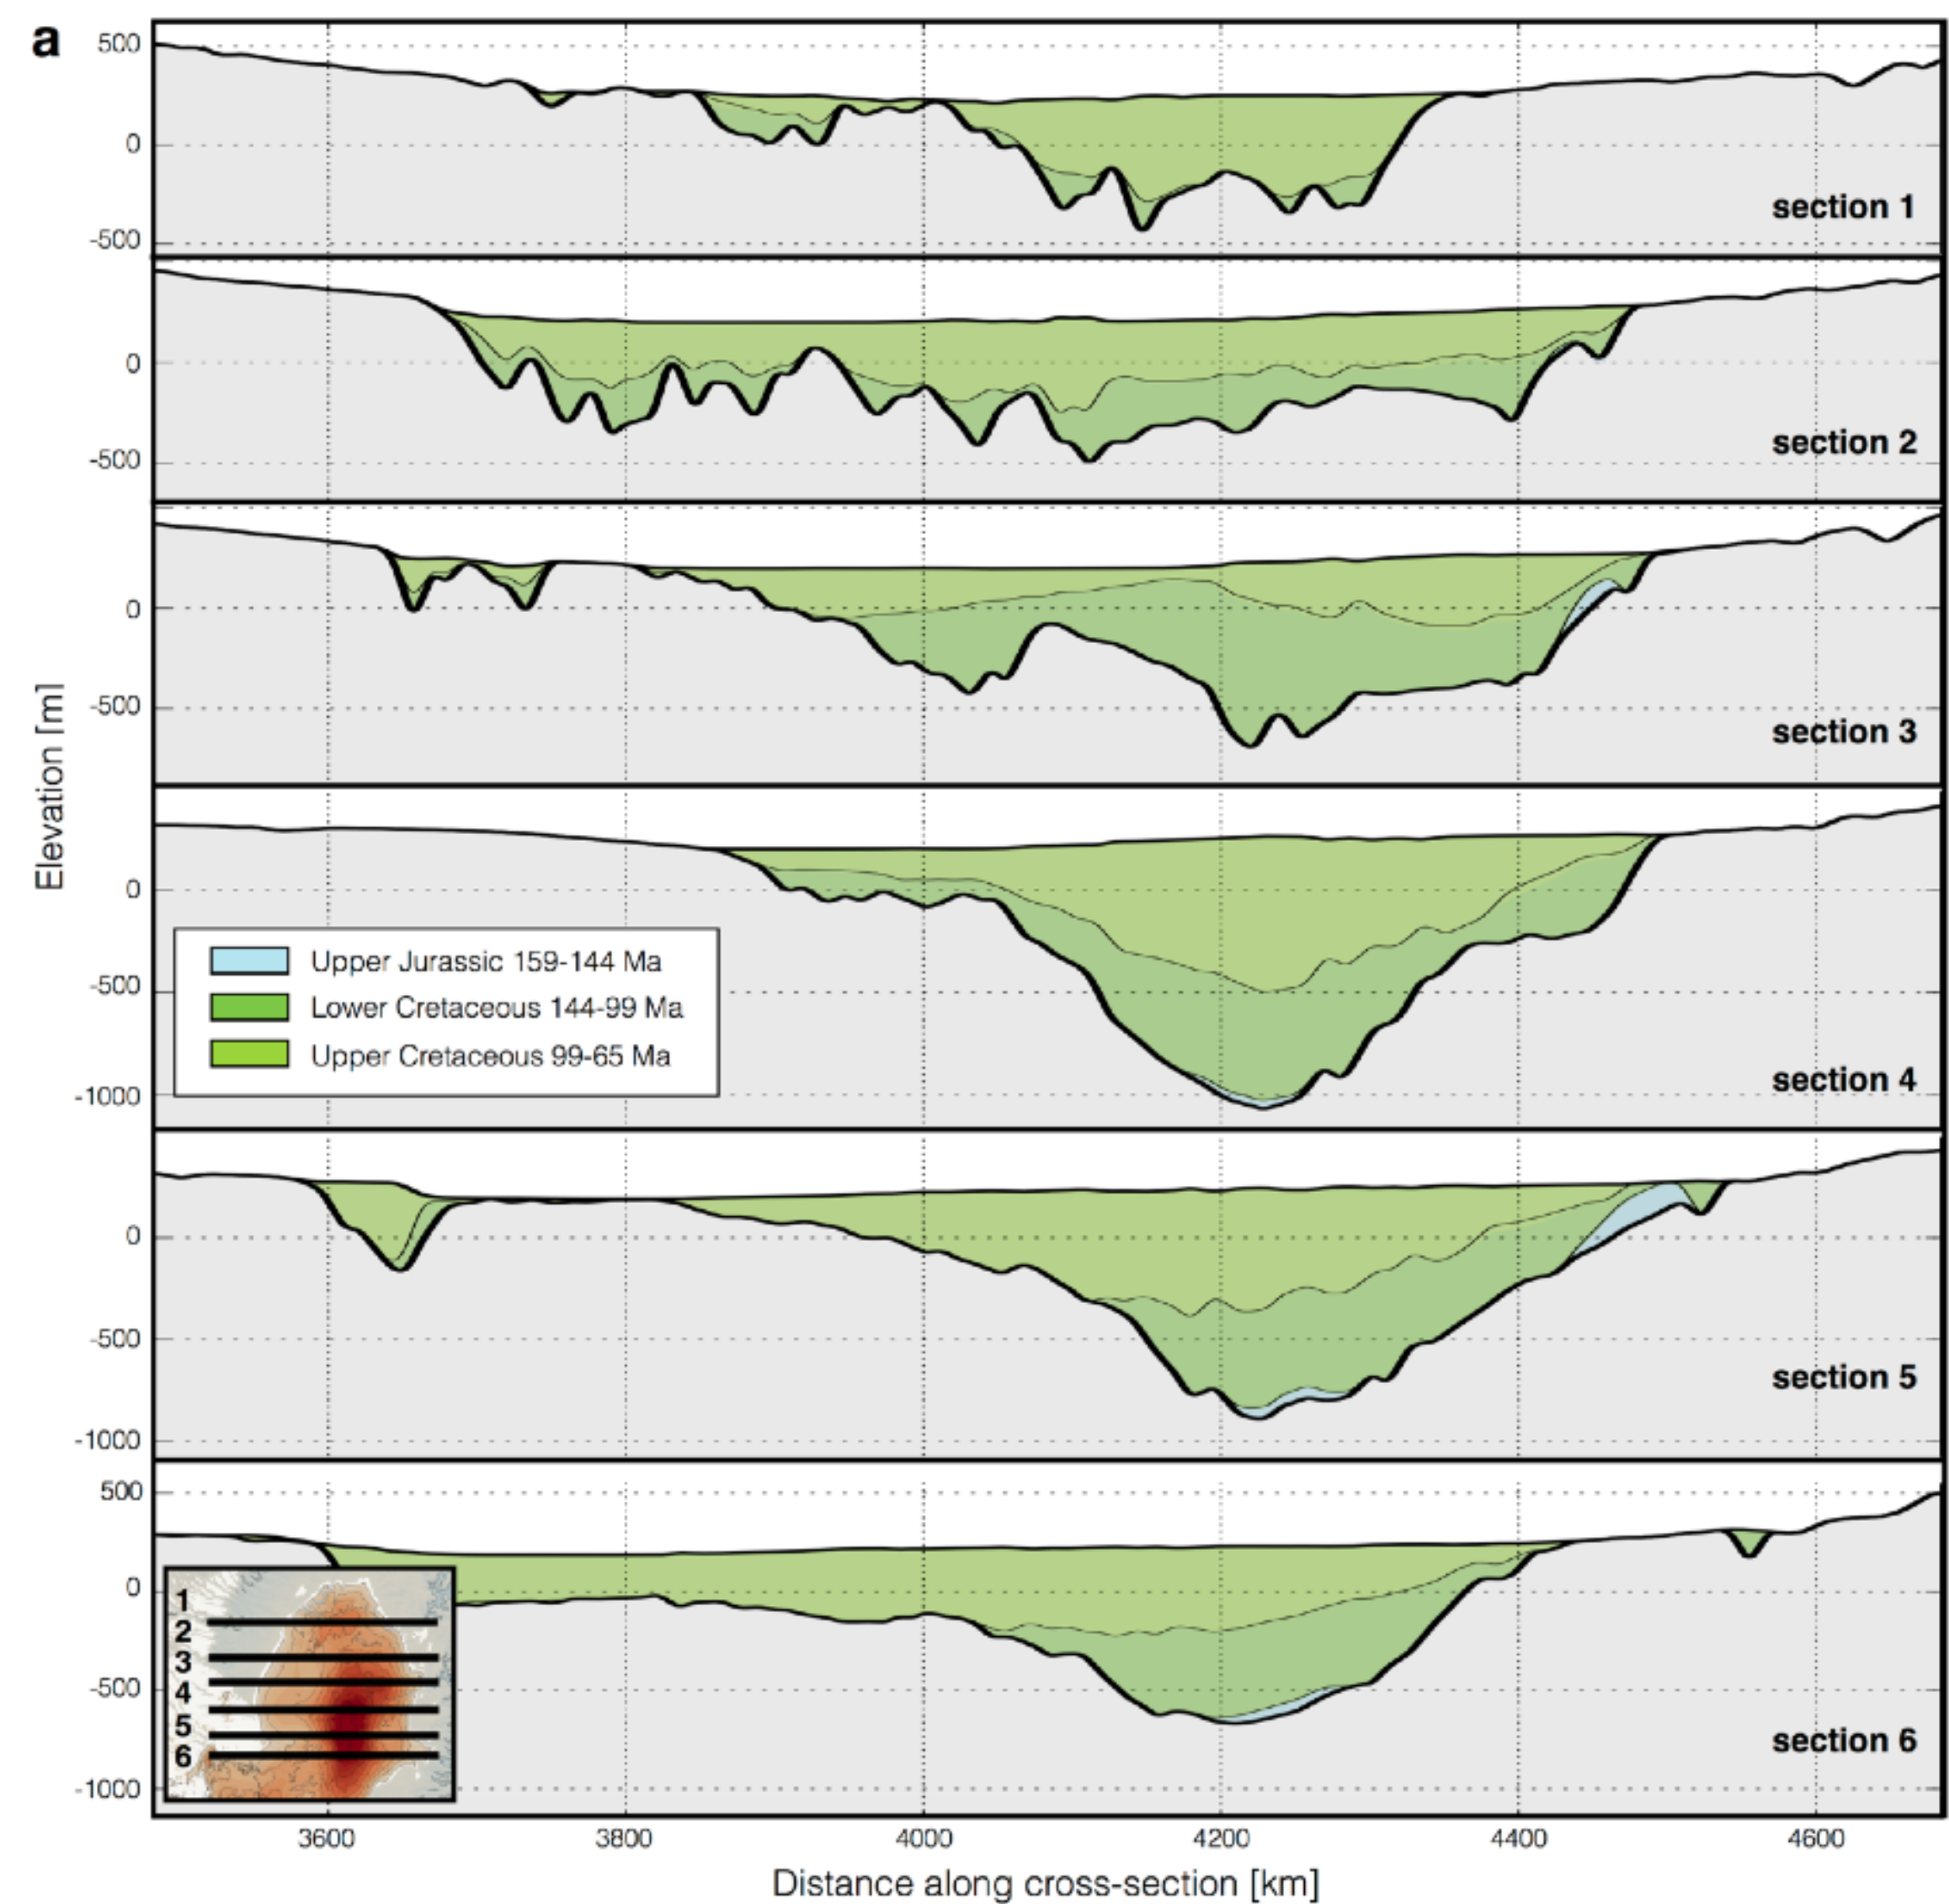 a
500
0
-500
section 1
0
-500
section 2
0
-500
section 3
Elevation [m]
0
-500
-1000
Upper Jurassic 159-144 Ma
Lower Cretaceous 144-99 Ma
Upper Cretaceous 99-65 Ma
section 4
0
-500
-1000
section 5
500
0
-500
-1000
1
2
3
4
5
6
section 6
3600 3800 4000 4200 4400 4600
Distance along cross-section [km]